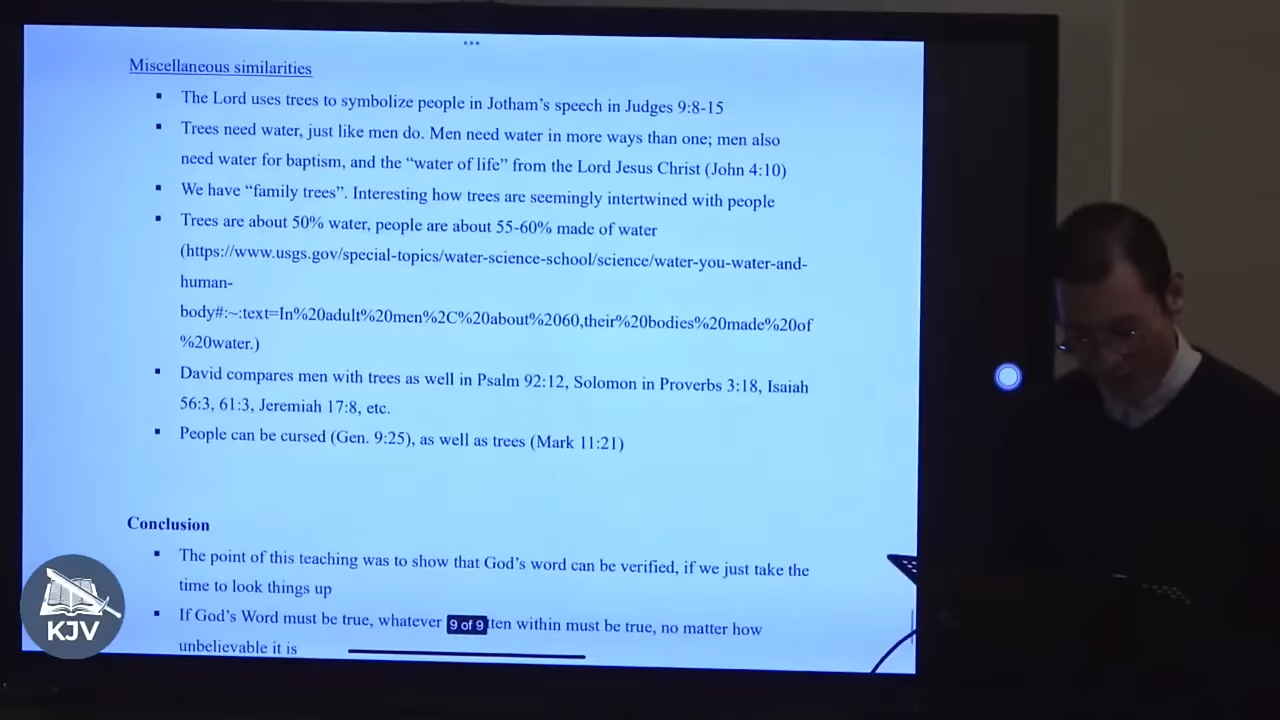 Miscellaneous similarities
▪ The Lord uses trees to symbolize people in Jotham's speech in Judges 9:8-15
▪ Trees need water, just like men do. Men need water in more ways than one; men also
need water for baptism, and the “water of life” from the Lord Jesus Christ (John 4:10)
▪ We have “family trees”. Interesting how trees are seemingly intertwined with people
▪ Trees are about 50% water, people are about 55-60% made of water
(https://www.usgs.gov/special-topics/water-science-school/science/water-you-water-and-
human-
body#:~:text=In%20adult%20men%2C%20about%2060,their%20bodies%20made%20of
%20water.)
▪ David compares men with trees as well in Psalm 92:12, Solomon in Proverbs 3:18, Isaiah
56:3, 61:3, Jeremiah 17:8, etc.
▪ People can be cursed (Gen. 9:25), as well as trees (Mark 11:21)
Conclusion
▪ The point of this teaching was to show that God's word can be verified, if we just take the
time to look things up
▪ If God's Word must be true, whatever 9 of 9 tten within must be true, no matter how
unbelievable it is
KJV